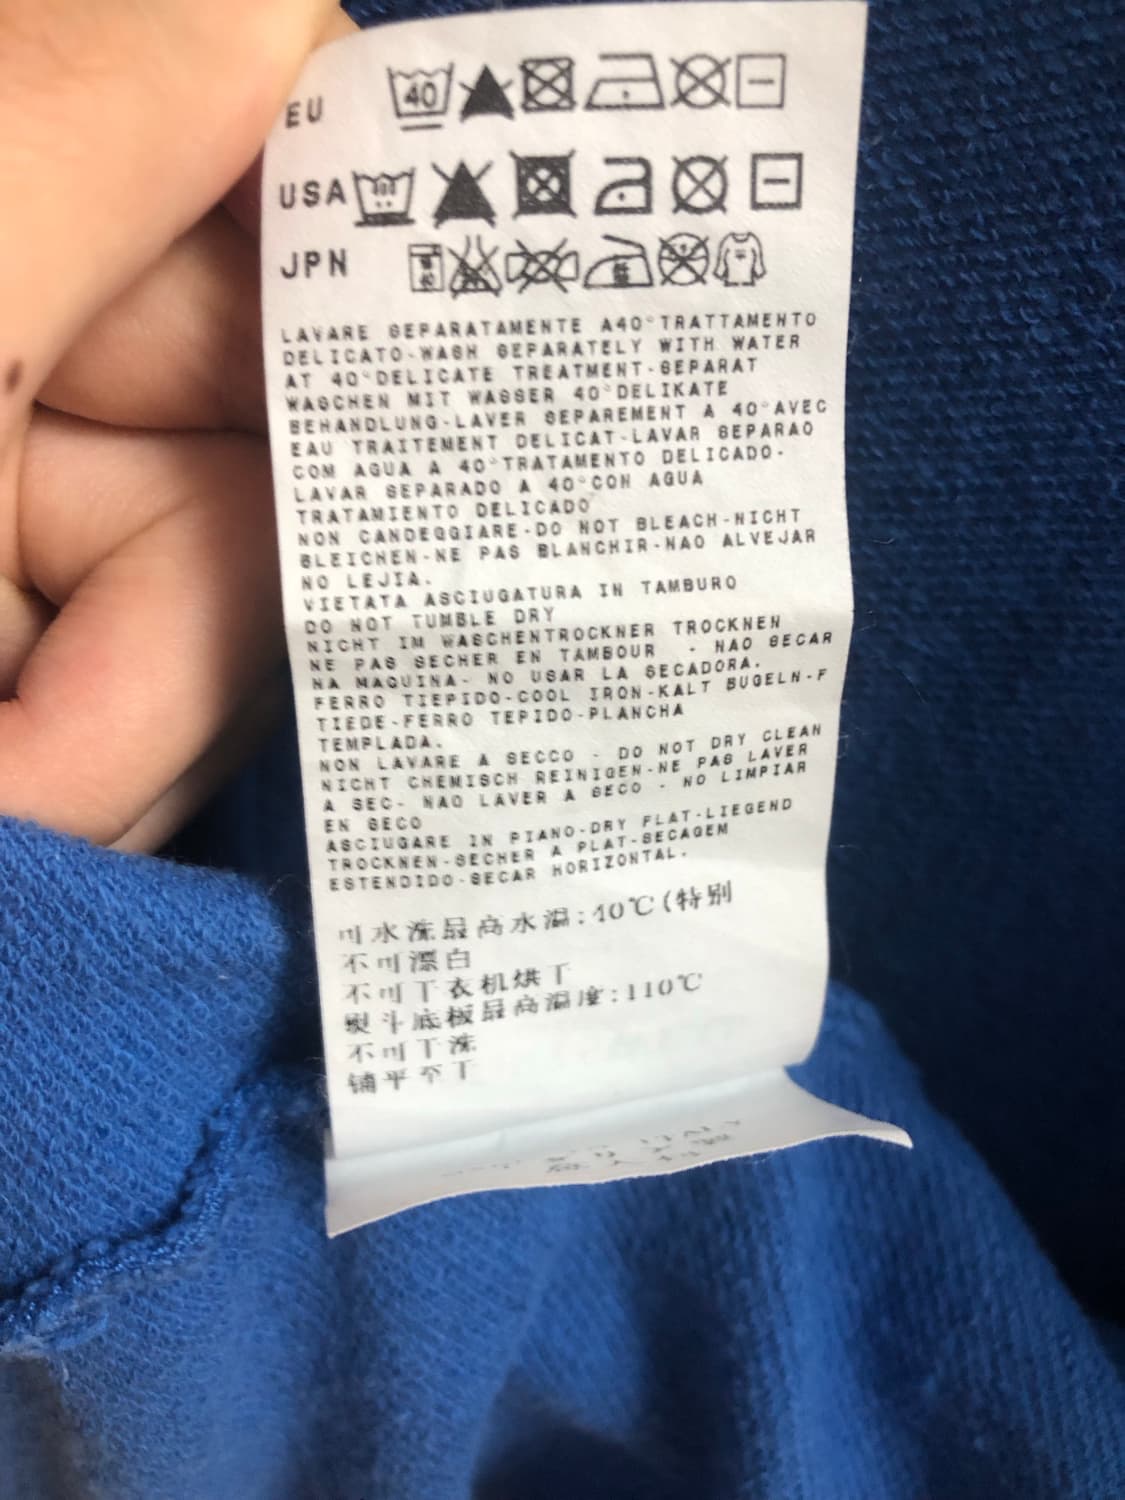 EU 40
USA
JPN
LAVARE SEPARATAMENTE A40°TRATTAMENTO
DELICATO-WASH SEPARATELY WITH WATER
AT 40°DELICATE TREATMENT-SEPARAT
WASCHEN MIT WASSER 40°DELIKATE
BEHANDLUNG-LAVER SEPAREMENT A 40°AVEC
EAU TRAITEMENT DELICAT-LAVAR SEPARAO
COM AGUA A 40°TRATAMENTO DELICADO-
LAVAR SEPARADO A 40°CON AGUA
TRATAMIENTO DELICADO
NON CANDEGGIARE-DO NOT BLEACH-NICHT
BLEICHEN-NE PAS BLANCHIR-NAO ALVEJAR
NO LEJIA.
VIETATA ASCIUGATURA IN TAMBURO
DO NOT TUMBLE DRY
NICHT IM WASCHENTROCKNER TROCKNEN
NE PAS SECHER EN TAMBOUR - NAO SECAR
NA MAQUINA- NO USAR LA SECADORA.
FERRO TIEPIDO-COOL IRON-KALT BUGELN-F
TIEDE-FERRO TEPIDO-PLANCHA
TEMPLADA.
NON LAVARE A SECCO - DO NOT DRY CLEAN
NICHT CHEMISCH REINIGEN-NE PAS LAVER
A SEC- NAO LAVER A SECO - NO LIMPIAR
EN SECO
ASCIUGARE IN PIANO-DRY FLAT-LIEGEND
TROCKNEN-SECHER A PLAT-SECAGEM
ESTENDIDO-SECAR HORIZONTAL.
可水洗最高水温:40℃(特别
不可漂白
不可干衣机烘干
熨斗底板最高温度:110℃
不可干洗
铺平至干
ITALY